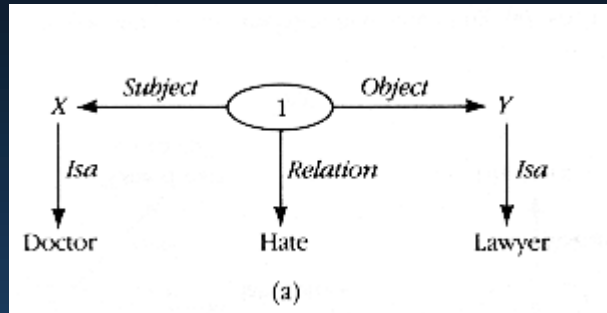 Subject 1 Object
X Y
Isa Relation Isa
Doctor Hate Lawyer
(a)